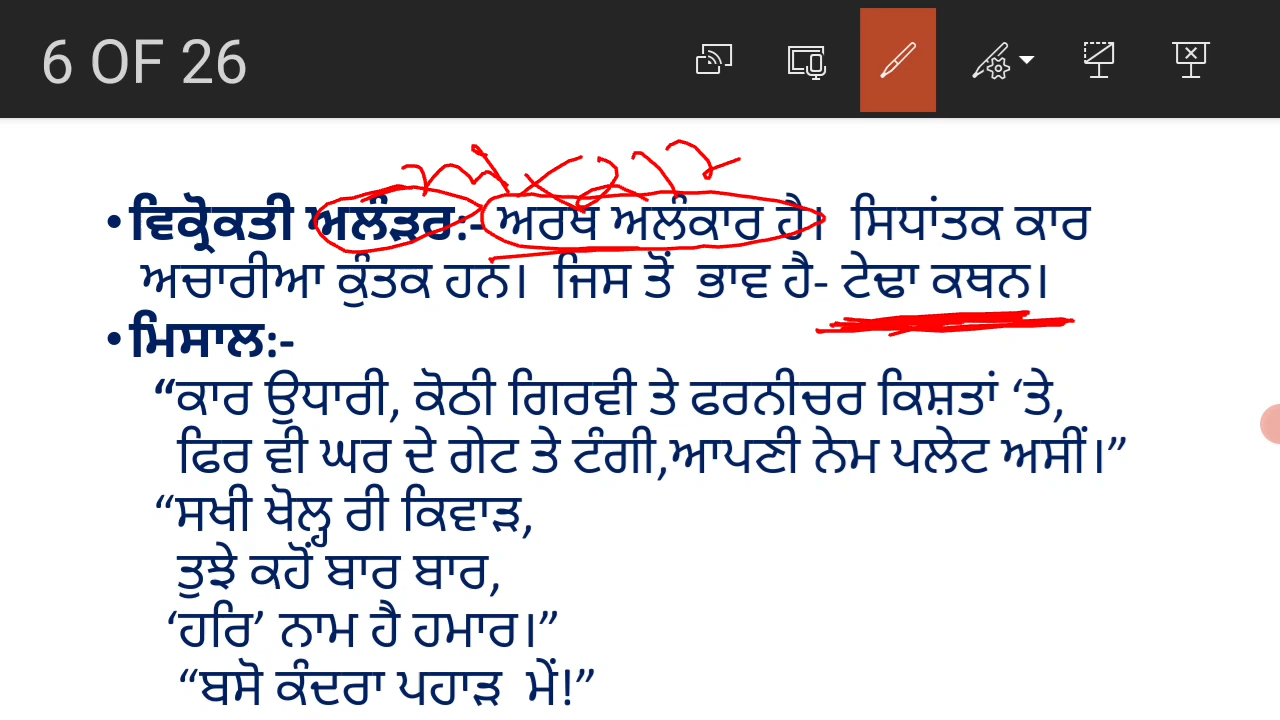 6 OF 26
•ਵਿਕ੍ਰੋਕਤੀ ਅਲੰੜਰ:- ਅਰਥ ਅਲੰਕਾਰ ਹੈ। ਸਿਧਾਂਤਕ ਕਾਰ
ਅਚਾਰੀਆ ਕੁੰਤਕ ਹਨ। ਜਿਸ ਤੋਂ ਭਾਵ ਹੈ- ਟੇਢਾ ਕਥਨ।
•ਮਿਸਾਲ:-
“ਕਾਰ ਉਧਾਰੀ, ਕੋਠੀ ਗਿਰਵੀ ਤੇ ਫਰਨੀਚਰ ਕਿਸ਼ਤਾਂ ‘ਤੇ,
ਫਿਰ ਵੀ ਘਰ ਦੇ ਗੇਟ ਤੇ ਟੰਗੀ,ਆਪਣੀ ਨੇਮ ਪਲੇਟ ਅਸੀਂ।”
“ਸਖੀ ਖੋਲ੍ਹ ਰੀ ਕਿਵਾੜ,
ਤੁਝੇ ਕਹੋਂ ਬਾਰ ਬਾਰ,
‘ਹਰਿ’ ਨਾਮ ਹੈ ਹਮਾਰ।”
“ਬਸੋ ਕੰਦਰਾ ਪਹਾੜ ਮੇਂ!”